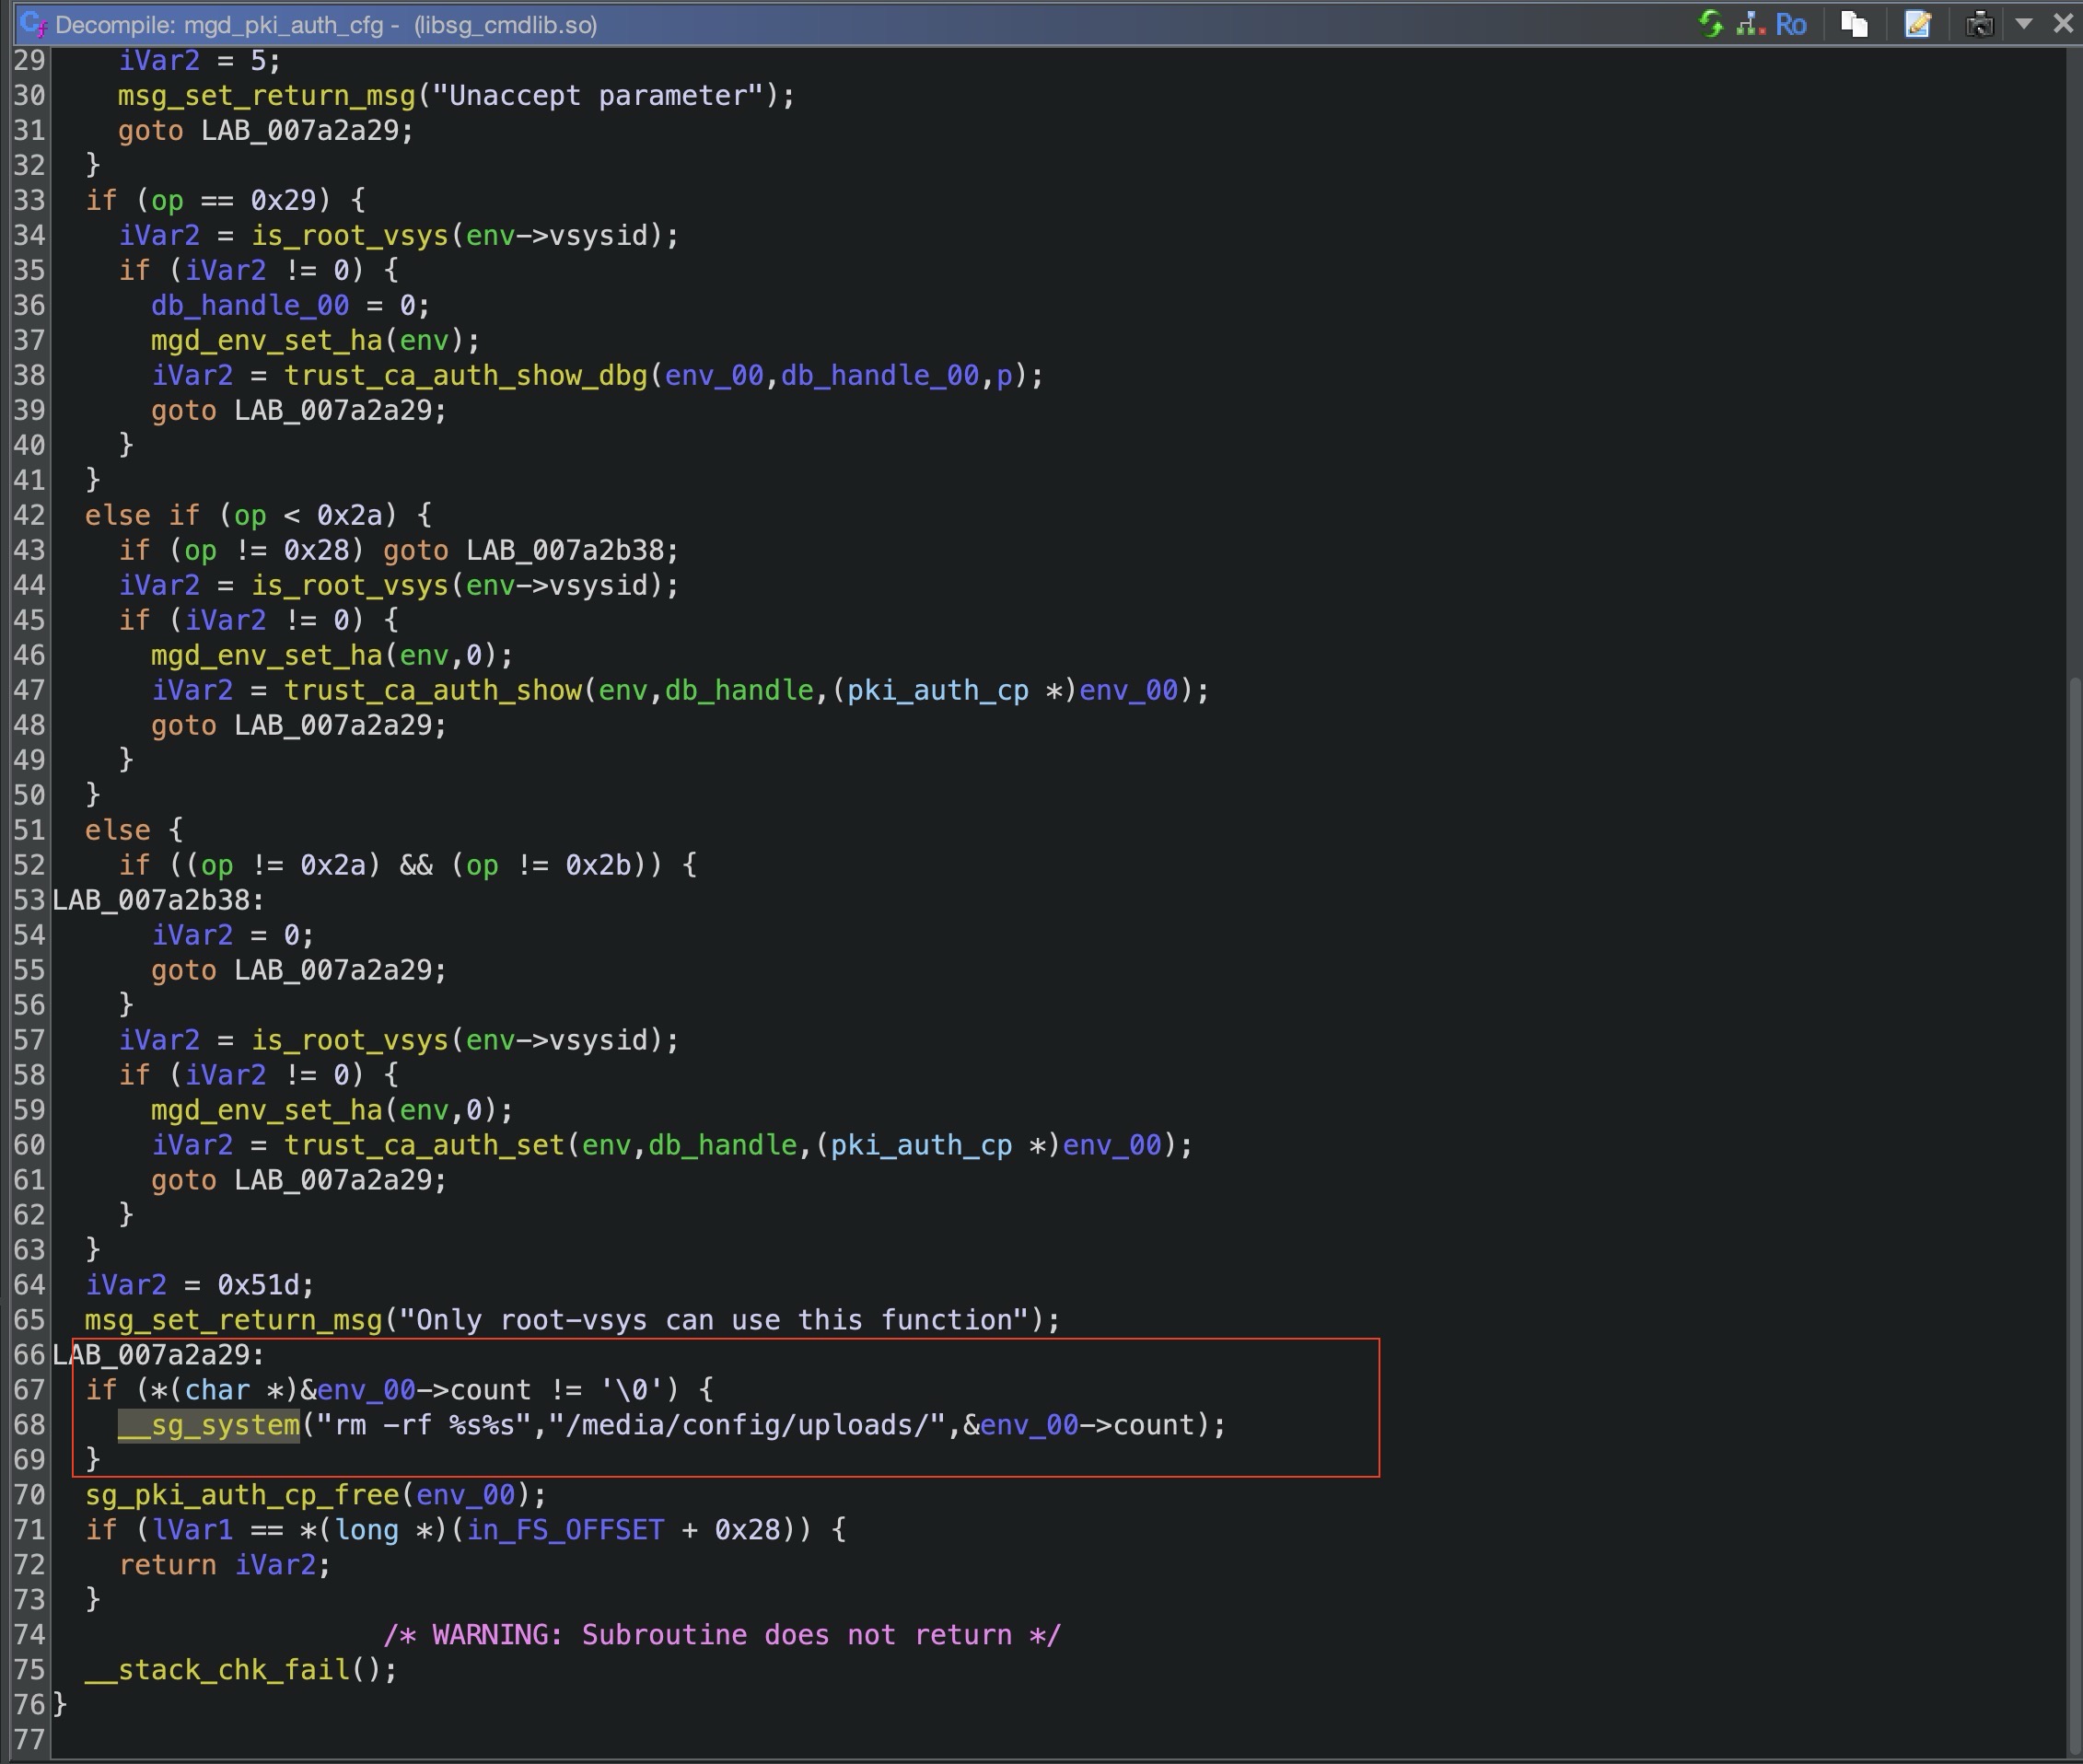 Decompile: mgd_pki_auth_cfg - (libsg_cmdlib.so) Ro
29 iVar2 = 5;
30 msg_set_return_msg("Unaccept parameter");
31 goto LAB_007a2a29;
32 }
33 if (op == 0x29) {
34 iVar2 = is_root_vsys(env->vsysid);
35 if (iVar2 != 0) {
36 db_handle_00 = 0;
37 mgd_env_set_ha(env);
38 iVar2 = trust_ca_auth_show_dbg(env_00,db_handle_00,p);
39 goto LAB_007a2a29;
40 }
41 }
42 else if (op < 0x2a) {
43 if (op != 0x28) goto LAB_007a2b38;
44 iVar2 = is_root_vsys(env->vsysid);
45 if (iVar2 != 0) {
46 mgd_env_set_ha(env,0);
47 iVar2 = trust_ca_auth_show(env,db_handle,(pki_auth_cp *)env_00);
48 goto LAB_007a2a29;
49 }
50 }
51 else {
52 if ((op != 0x2a) && (op != 0x2b)) {
53 LAB_007a2b38:
54 iVar2 = 0;
55 goto LAB_007a2a29;
56 }
57 iVar2 = is_root_vsys(env->vsysid);
58 if (iVar2 != 0) {
59 mgd_env_set_ha(env,0);
60 iVar2 = trust_ca_auth_set(env,db_handle,(pki_auth_cp *)env_00);
61 goto LAB_007a2a29;
62 }
63 }
64 iVar2 = 0x51d;
65 msg_set_return_msg("Only root-vsys can use this function");
66 LAB_007a2a29:
67 if (*(char *)&env_00->count != '\0') {
68 __sg_system("rm -rf %s%s","/media/config/uploads/",&env_00->count);
69 }
70 sg_pki_auth_cp_free(env_00);
71 if (lVar1 == *(long *)(in_FS_OFFSET + 0x28)) {
72 return iVar2;
73 }
74 /* WARNING: Subroutine does not return */
75 __stack_chk_fail();
76 }
77